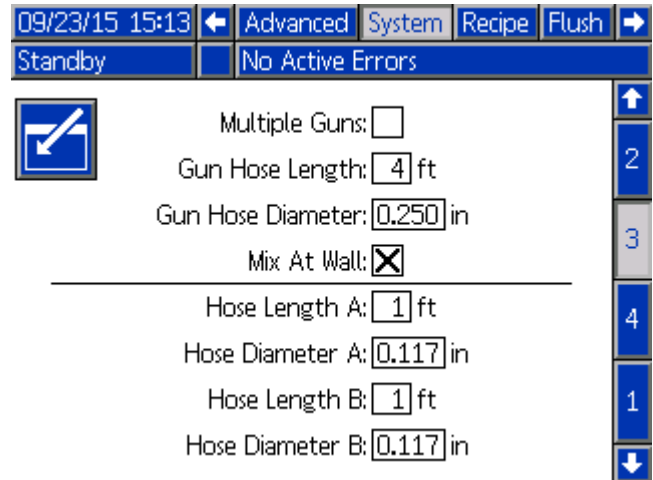 09/23/15 15:13 Advanced System Recipe Flush
Standby No Active Errors
Multiple Guns:
Gun Hose Length: 4 ft
2
Gun Hose Diameter: 0.250 in
3
Mix At Wall:
Hose Length A: 1 ft
4
Hose Diameter A: 0.117 in
Hose Length B: 1 ft
1
Hose Diameter B: 0.117 in